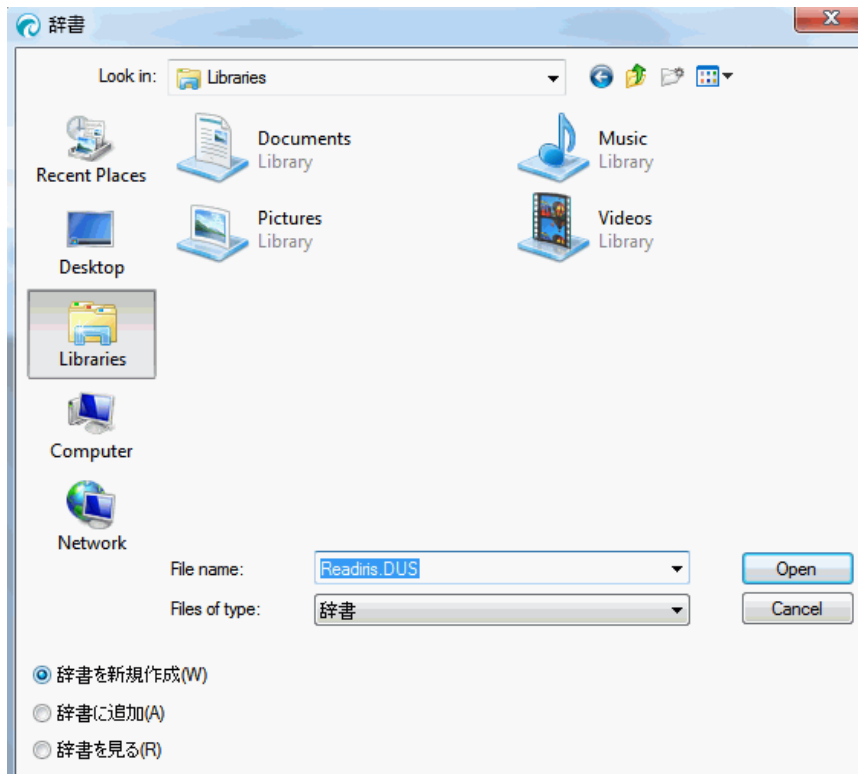 辞書
Look in: Libraries
Recent Places
Desktop
Libraries
Computer
Network
Documents
Library
Music
Library
Pictures
Library
Videos
Library
File name: Readiris.DUS Open
Files of type: 辞書 Cancel
辞書を新規作成(W)
辞書に追加(A)
辞書を見る(R)